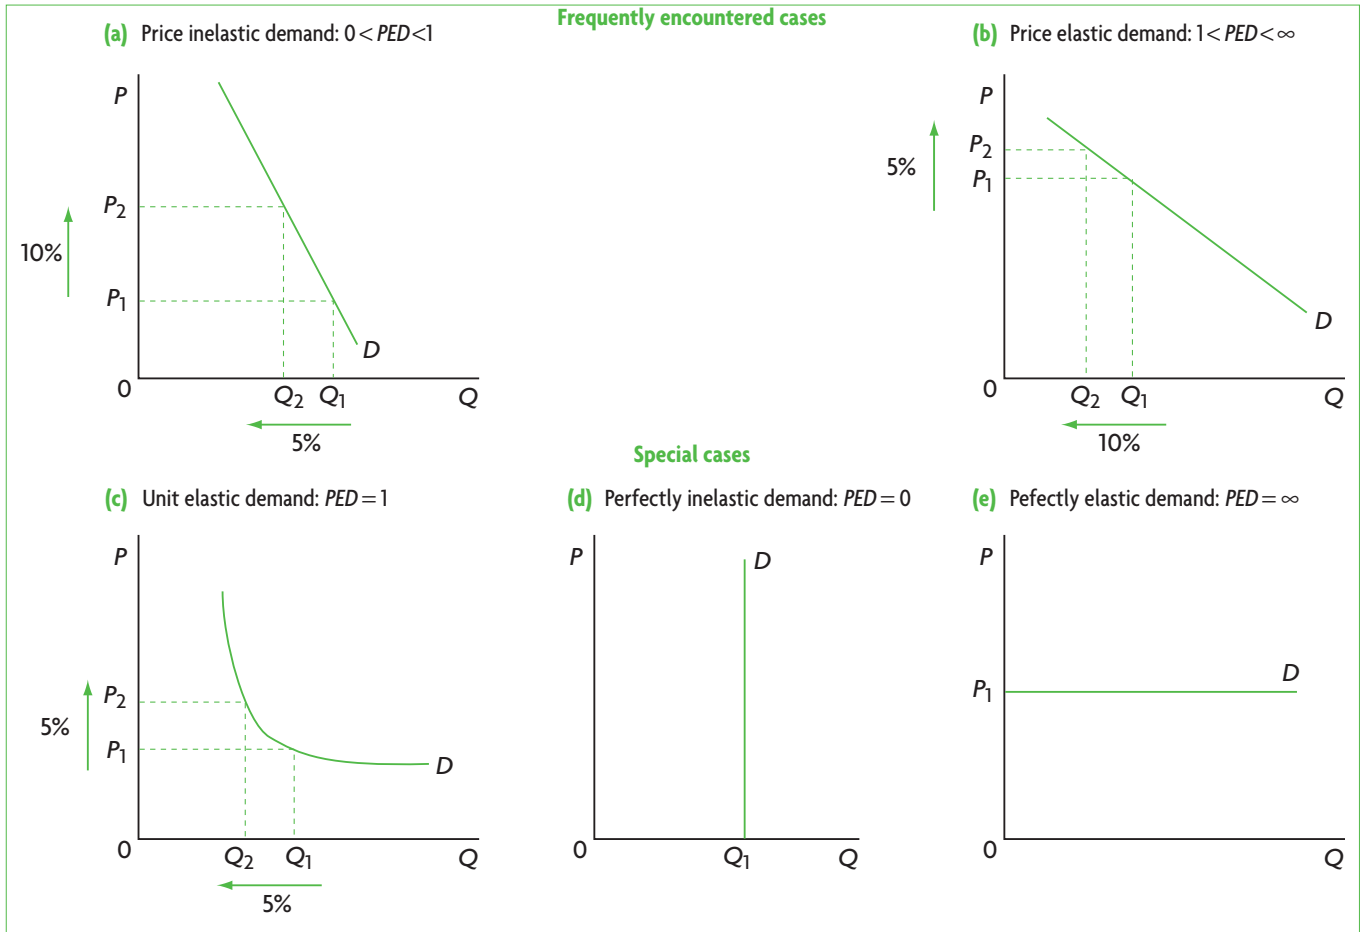 Frequently encountered cases
(a) Price inelastic demand: 0 < PED < 1
P
P2
10%
P1
D
0
Q2 Q1 Q
5%
(b) Price elastic demand: 1 < PED < ∞
P
P2
5%
P1
D
0
Q2 Q1 Q
10%
Special cases
(c) Unit elastic demand: PED = 1
P
P2
5%
P1
D
0
Q2 Q1 Q
5%
(d) Perfectly inelastic demand: PED = 0
P
D
0
Q1 Q
(e) Pefectly elastic demand: PED = ∞
P
D
P1
0
Q